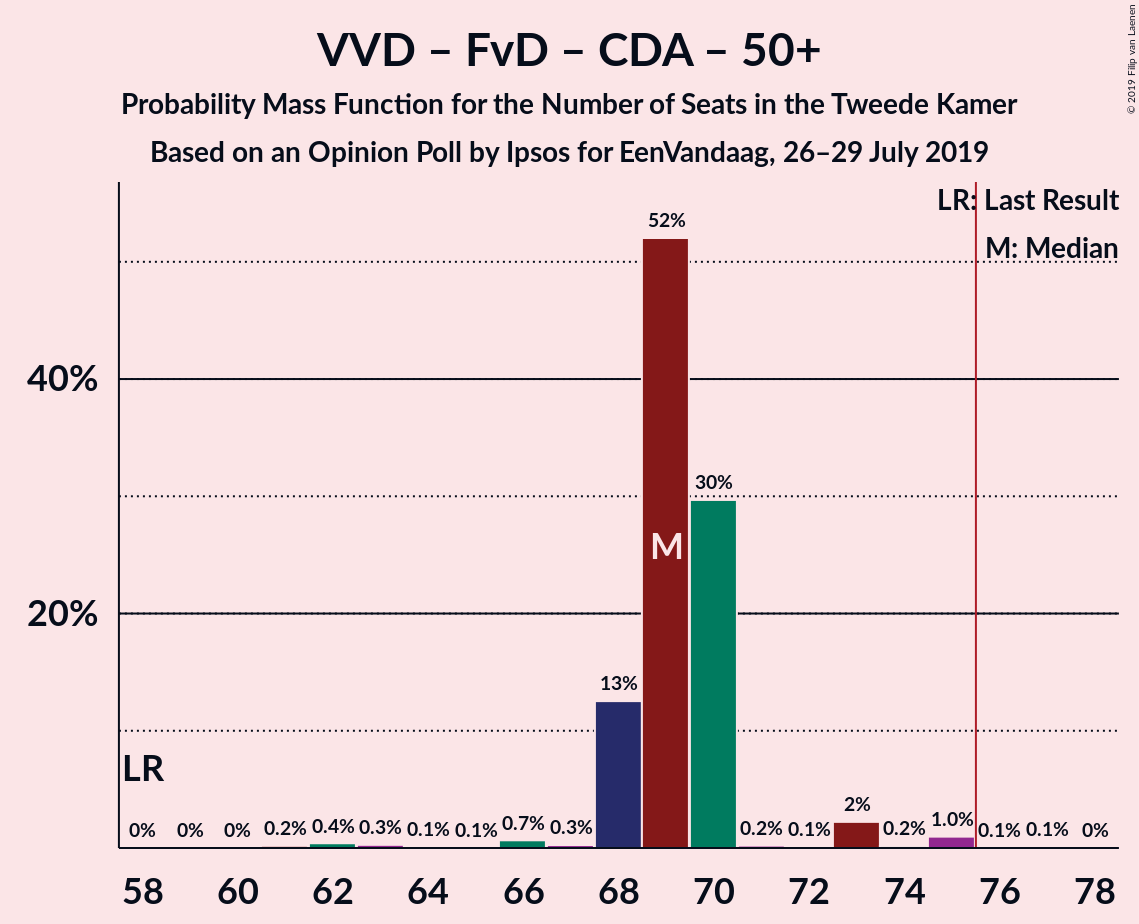 VVD – FvD – CDA – 50+
Probability Mass Function for the Number of Seats in the Tweede Kamer
Based on an Opinion Poll by Ipsos for EenVandaag, 26–29 July 2019
© 2019 Filip van Laenen
LR: Last Result
M: Median
52%
40%
30%
M
20%
13%
LR
0% 0% 0% 0.2% 0.4% 0.3% 0.1% 0.1% 0.7% 0.3% 0.2% 0.1% 2% 0.2% 1.0% 0.1% 0.1% 0%
58 60 62 64 66 68 70 72 74 76 78